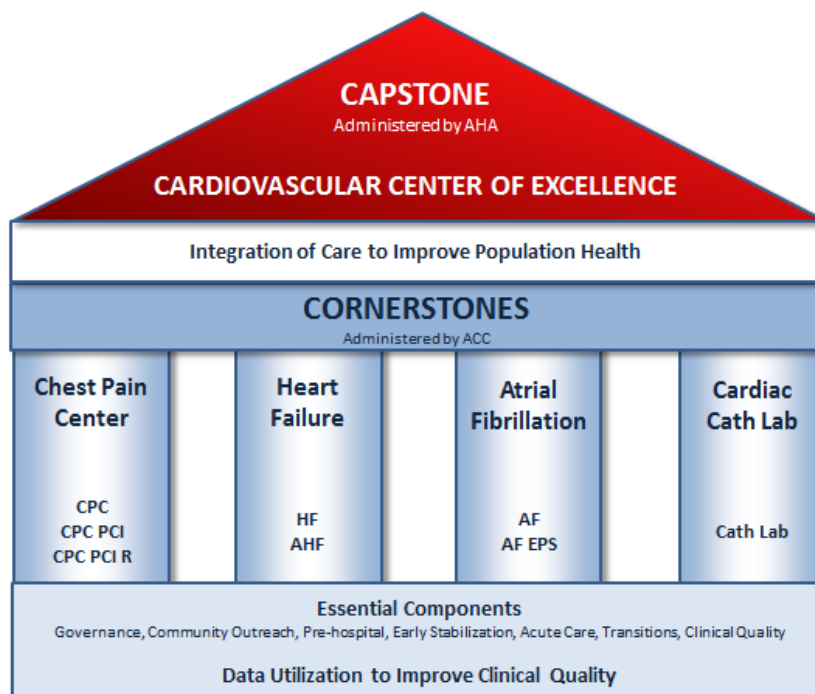 CAPSTONE
Administered by AHA
CARDIOVASCULAR CENTER OF EXCELLENCE
Integration of Care to Improve Population Health
CORNERSTONES
Administered by ACC
Chest Pain
Center
CPC
CPC PCI
CPC PCI R
Heart
Failure
HF
AHF
Atrial
Fibrillation
AF
AF EPS
Cardiac
Cath Lab
Cath Lab
Essential Components
Governance, Community Outreach, Pre-hospital, Early Stabilization, Acute Care, Transitions, Clinical Quality
Data Utilization to Improve Clinical Quality